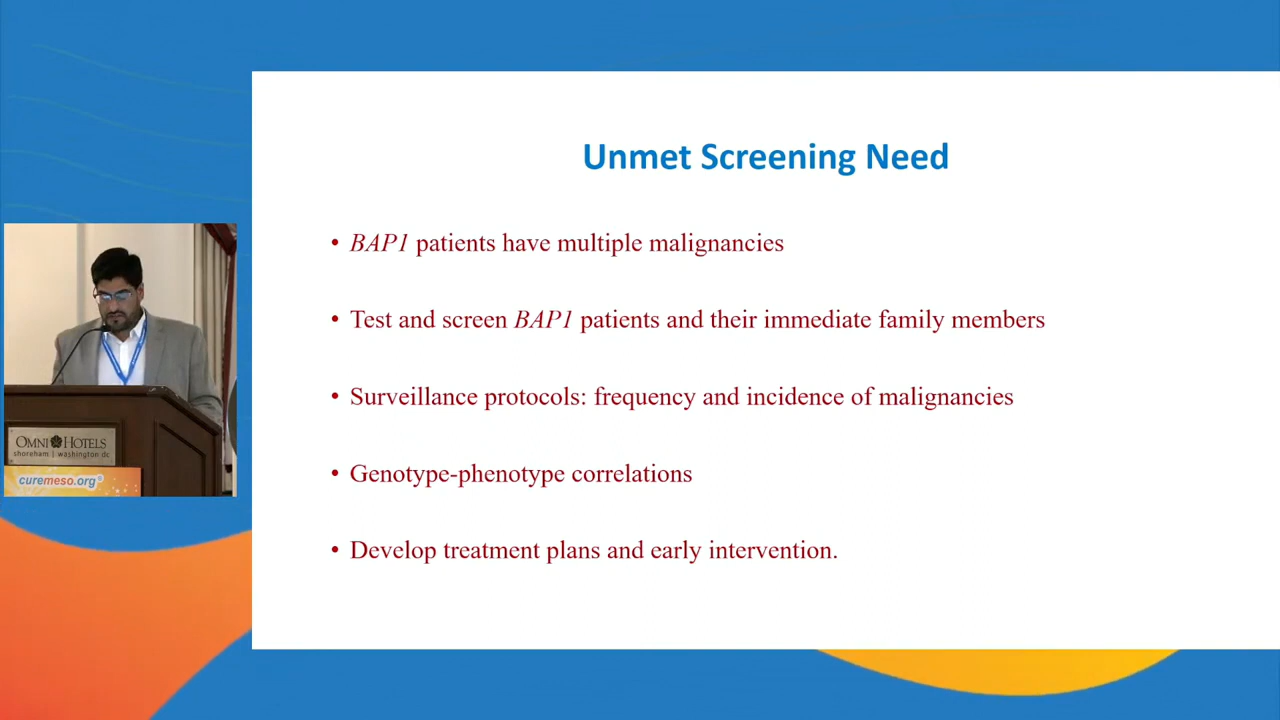 Unmet Screening Need
• BAP1 patients have multiple malignancies
• Test and screen BAP1 patients and their immediate family members
• Surveillance protocols: frequency and incidence of malignancies
• Genotype-phenotype correlations
• Develop treatment plans and early intervention.
OMNI HOTELS
shoreham | washington dc
curemeso.org®